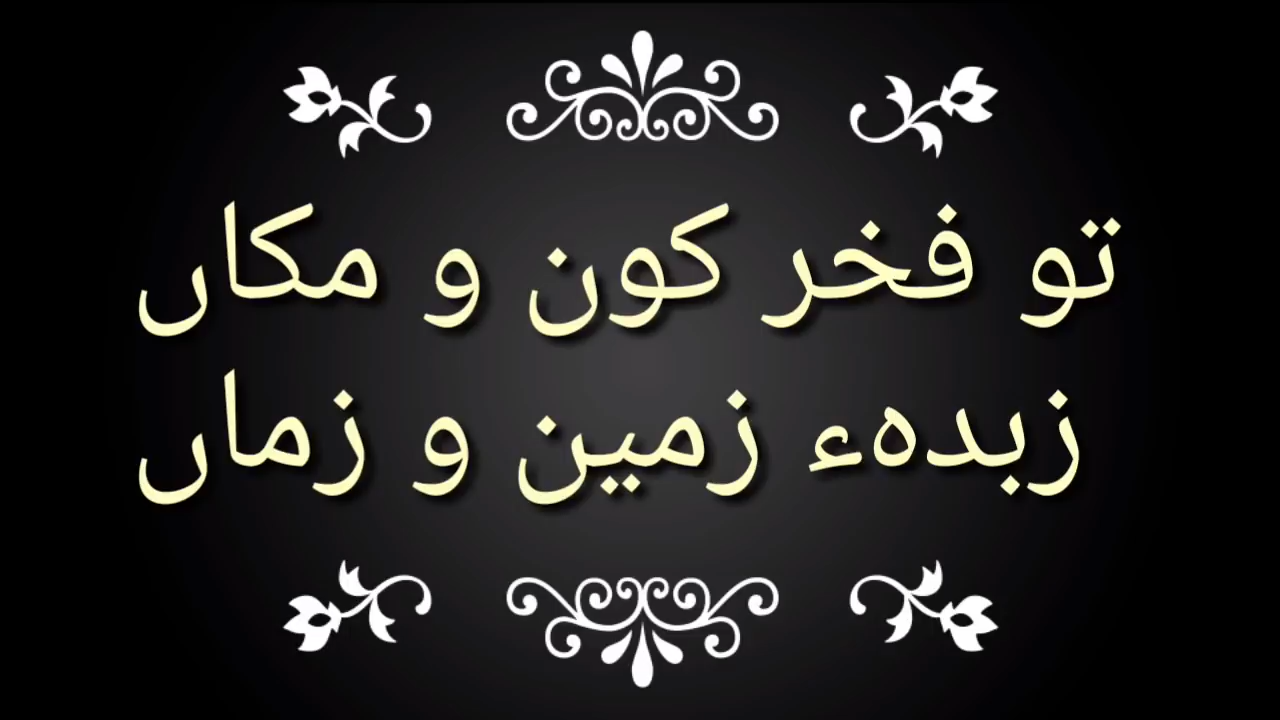 تو فخر کون و مکاں
زبدہء زمین و زماں